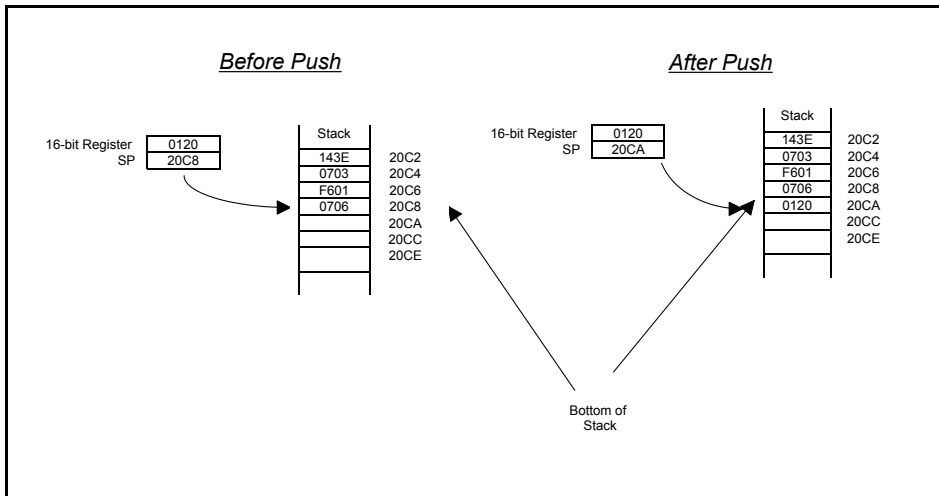 Before Push
After Push
16-bit Register
0120
SP
20C8
Stack
143E
20C2
0703
20C4
F601
20C6
0706
20C8
20CA
20CC
20CE
16-bit Register
0120
SP
20CA
Stack
143E
20C2
0703
20C4
F601
20C6
0706
20C8
0120
20CA
20CC
20CE
Bottom of
Stack